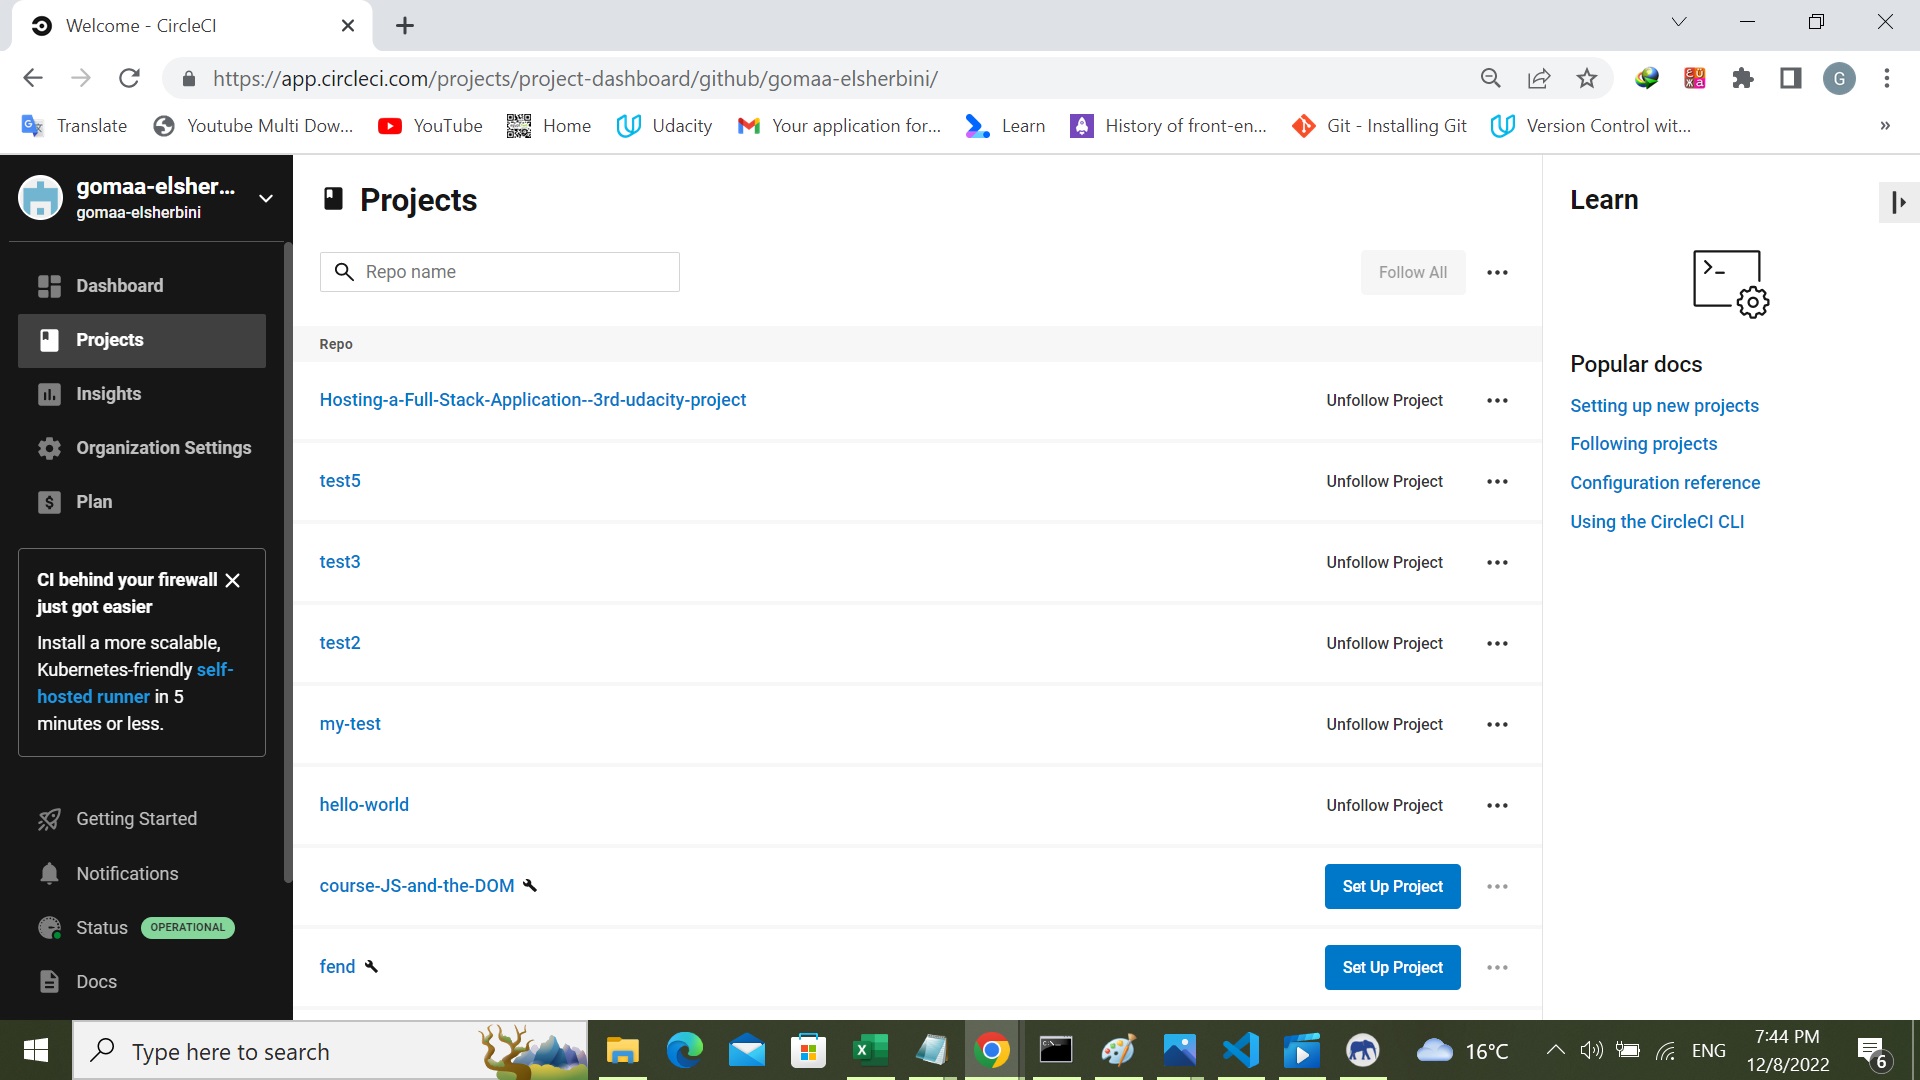 Welcome - CircleCI
https://app.circleci.com/projects/project-dashboard/github/gomaa-elsherbini/
G
Translate
Youtube Multi Dow...
YouTube
Home
Udacity
Your application for...
Learn
History of front-en...
Git - Installing Git
Version Control wit...
»
gomaa-elsher...
gomaa-elsherbini
Dashboard
Projects
Insights
Organization Settings
Plan
CI behind your firewall
just got easier
Install a more scalable,
Kubernetes-friendly self-
hosted runner in 5
minutes or less.
Getting Started
Notifications
Status OPERATIONAL
Docs
Projects
Repo name
Follow All
Repo
Hosting-a-Full-Stack-Application--3rd-udacity-project Unfollow Project
test5 Unfollow Project
test3 Unfollow Project
test2 Unfollow Project
my-test Unfollow Project
hello-world Unfollow Project
course-JS-and-the-DOM Set Up Project
fend Set Up Project
Learn
Popular docs
Setting up new projects
Following projects
Configuration reference
Using the CircleCI CLI
Type here to search
16°C
ENG
7:44 PM
12/8/2022
6